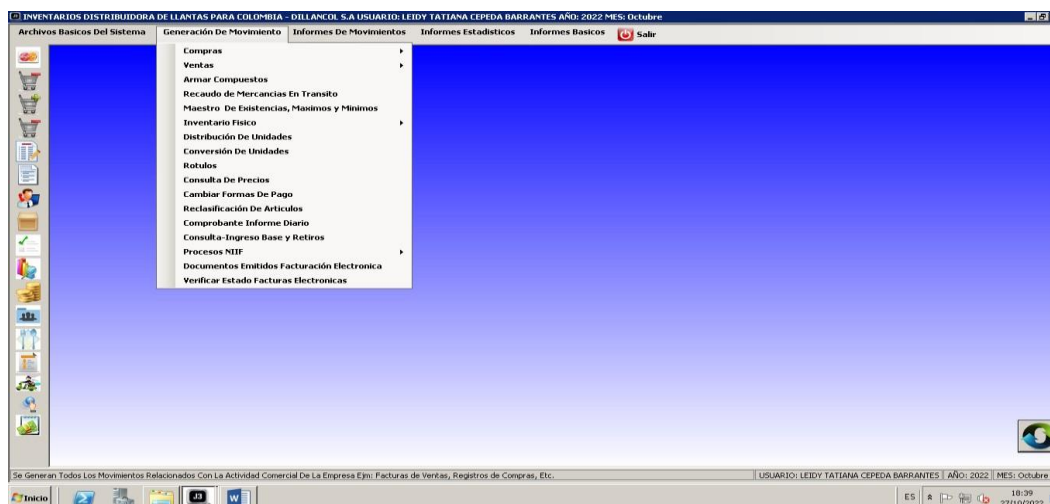 INVENTARIOS DISTRIBUIDORA DE LLANTAS PARA COLOMBIA - DILLANCOL S.A USUARIO: LEIDY TATIANA CEPEDA BARRANTES AÑO: 2022 MES: Octubre
Archivos Basicos Del Sistema Generación De Movimiento Informes De Movimientos Informes Estadisticos Informes Basicos Salir
Compras
Ventas
Armar Compuestos
Recaudo de Mercancias En Transito
Maestro De Existencias, Maximos y Minimos
Inventario Fisico
Distribución De Unidades
Conversión De Unidades
Rotulos
Consulta De Precios
Cambiar Formas De Pago
Reclasificación De Articulos
Comprobante Informe Diario
Consulta-Ingreso Base y Retiros
Procesos NIIF
Documentos Emitidos Facturación Electronica
Verificar Estado Facturas Electronicas
Se Generan Todos Los Movimientos Relacionados Con La Actividad Comercial De La Empresa Ejm: Facturas de Ventas, Registros de Compras, Etc. USUARIO: LEIDY TATIANA CEPEDA BARRANTES AÑO: 2022 MES: Octubre
Inicio J3 W ES 18:39
27/10/2022